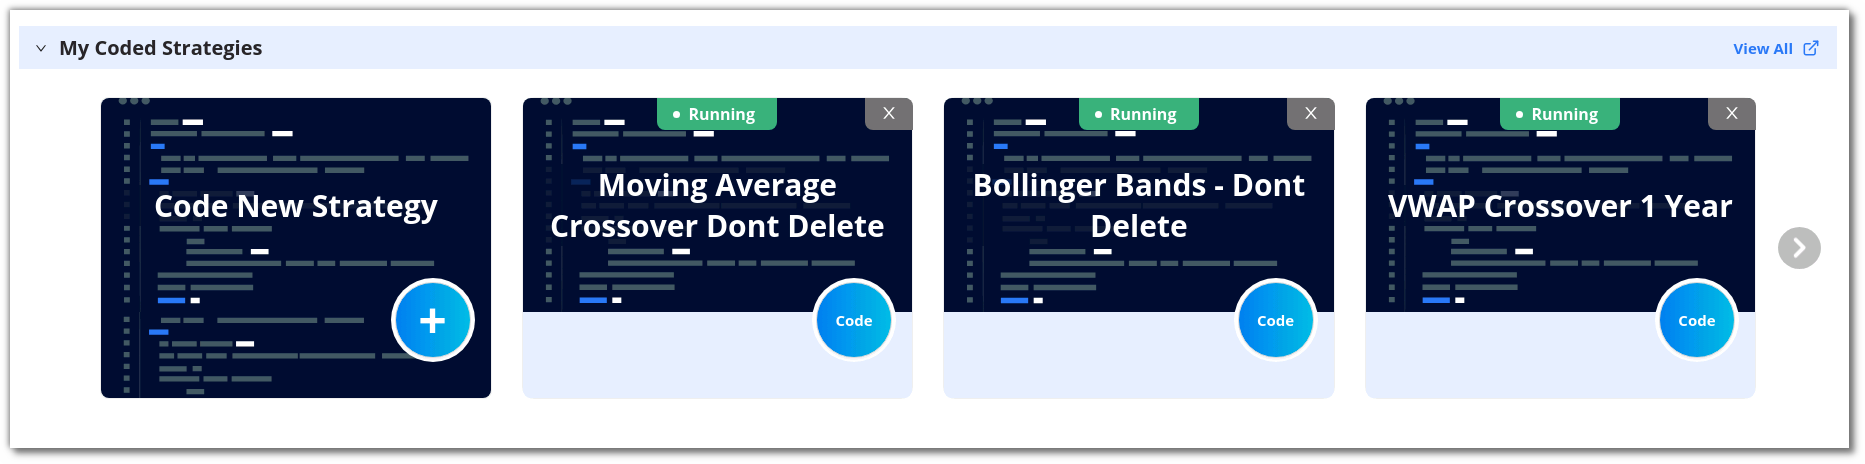 My Coded Strategies
View All
Code New Strategy
Running
X
Moving Average
Crossover Dont Delete
Code
Running
X
Bollinger Bands - Dont
Delete
Code
Running
X
VWAP Crossover 1 Year
Code